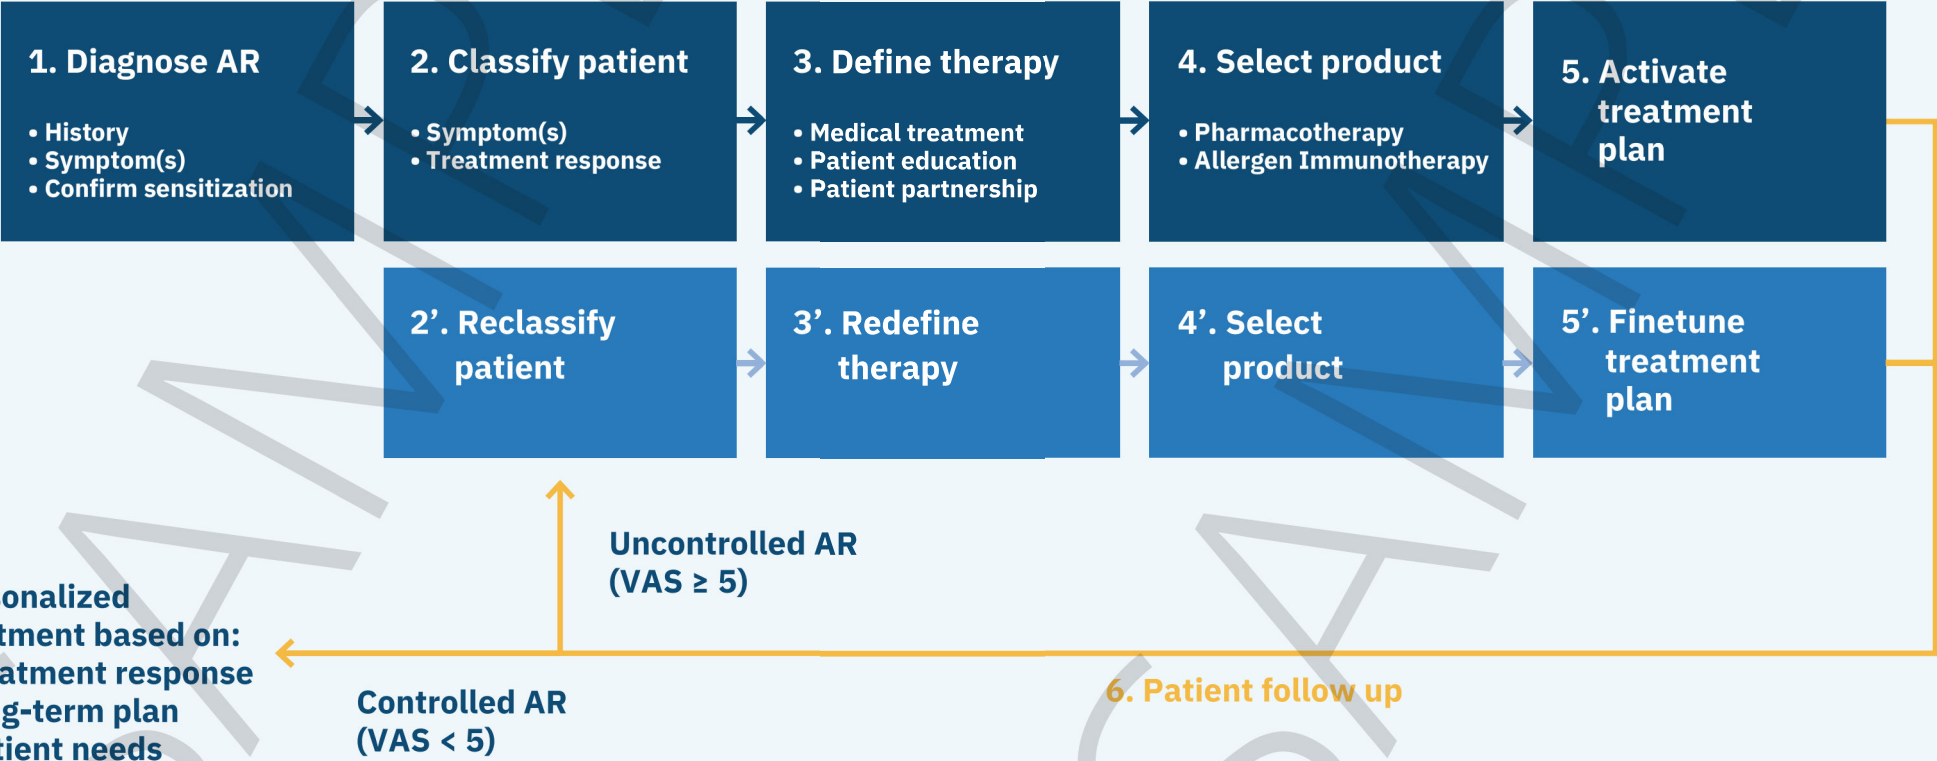 1. Diagnose AR
• History
• Symptom(s)
• Confirm sensitization
2. Classify patient
• Symptom(s)
• Treatment response
3. Define therapy
• Medical treatment
• Patient education
• Patient partnership
4. Select product
• Pharmacotherapy
• Allergen Immunotherapy
5. Activate
treatment
plan
2’. Reclassify
patient
3’. Redefine
therapy
4’. Select
product
5’. Finetune
treatment
plan
Uncontrolled AR
(VAS ≥ 5)
onalized
tment based on:
atment response
g-term plan
tient needs
Controlled AR
(VAS < 5)
6. Patient follow up
SAMP
SAMP